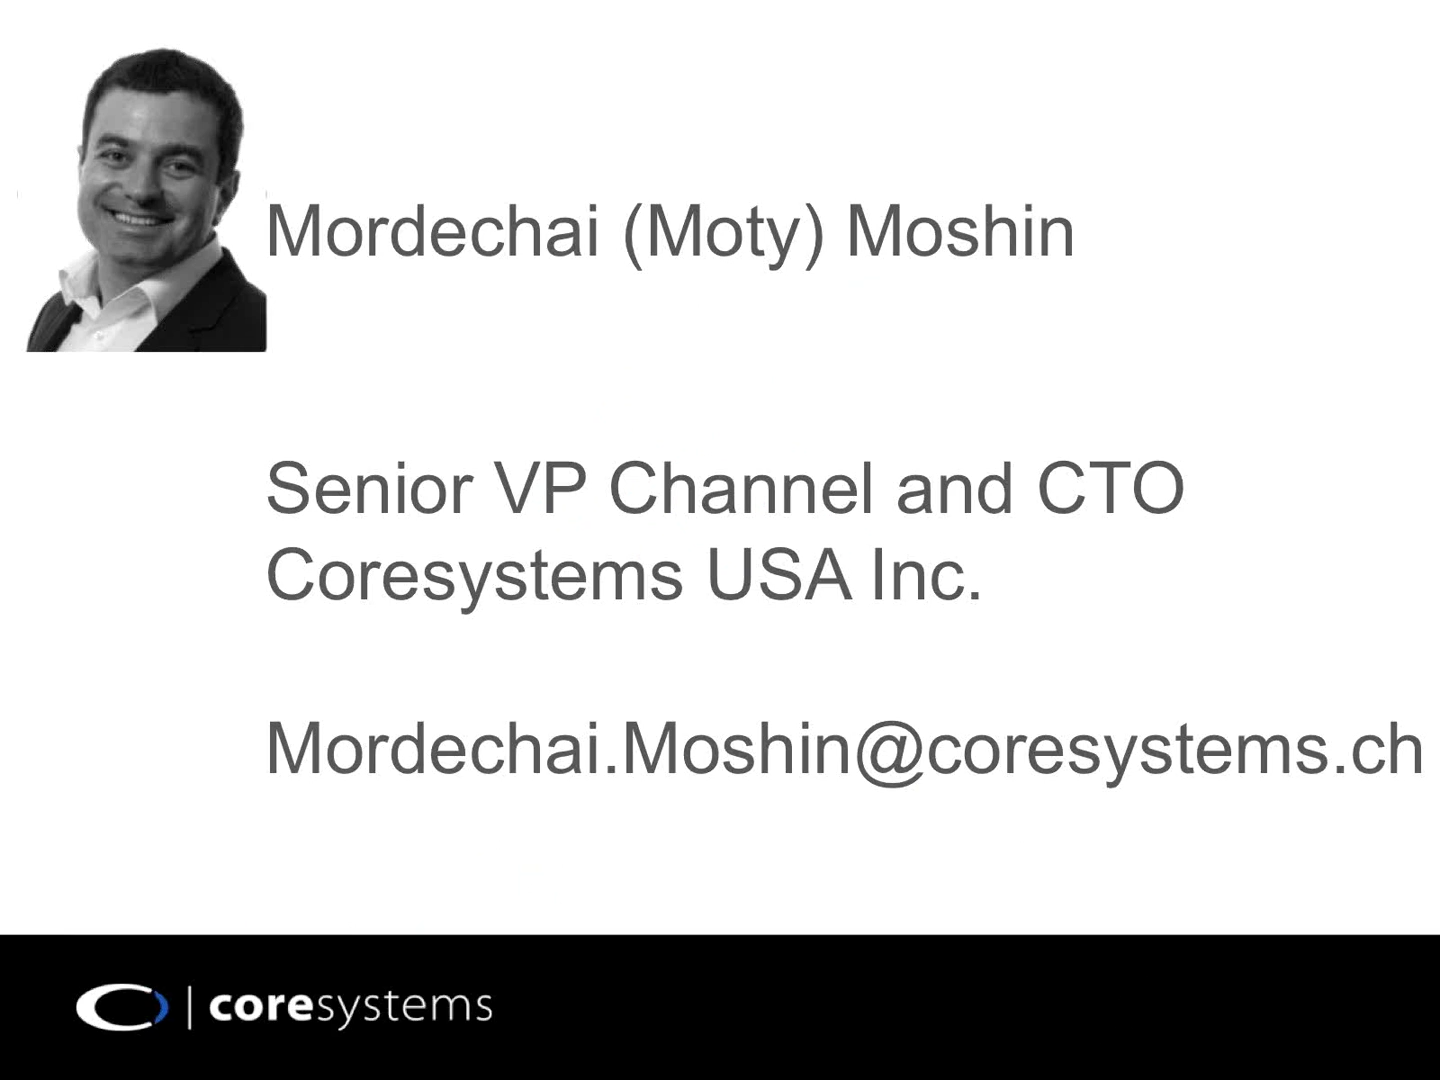 Mordechai (Moty) Moshin
Senior VP Channel and CTO
Coresystems USA Inc.
Mordechai.Moshin@coresystems.ch
coresystems